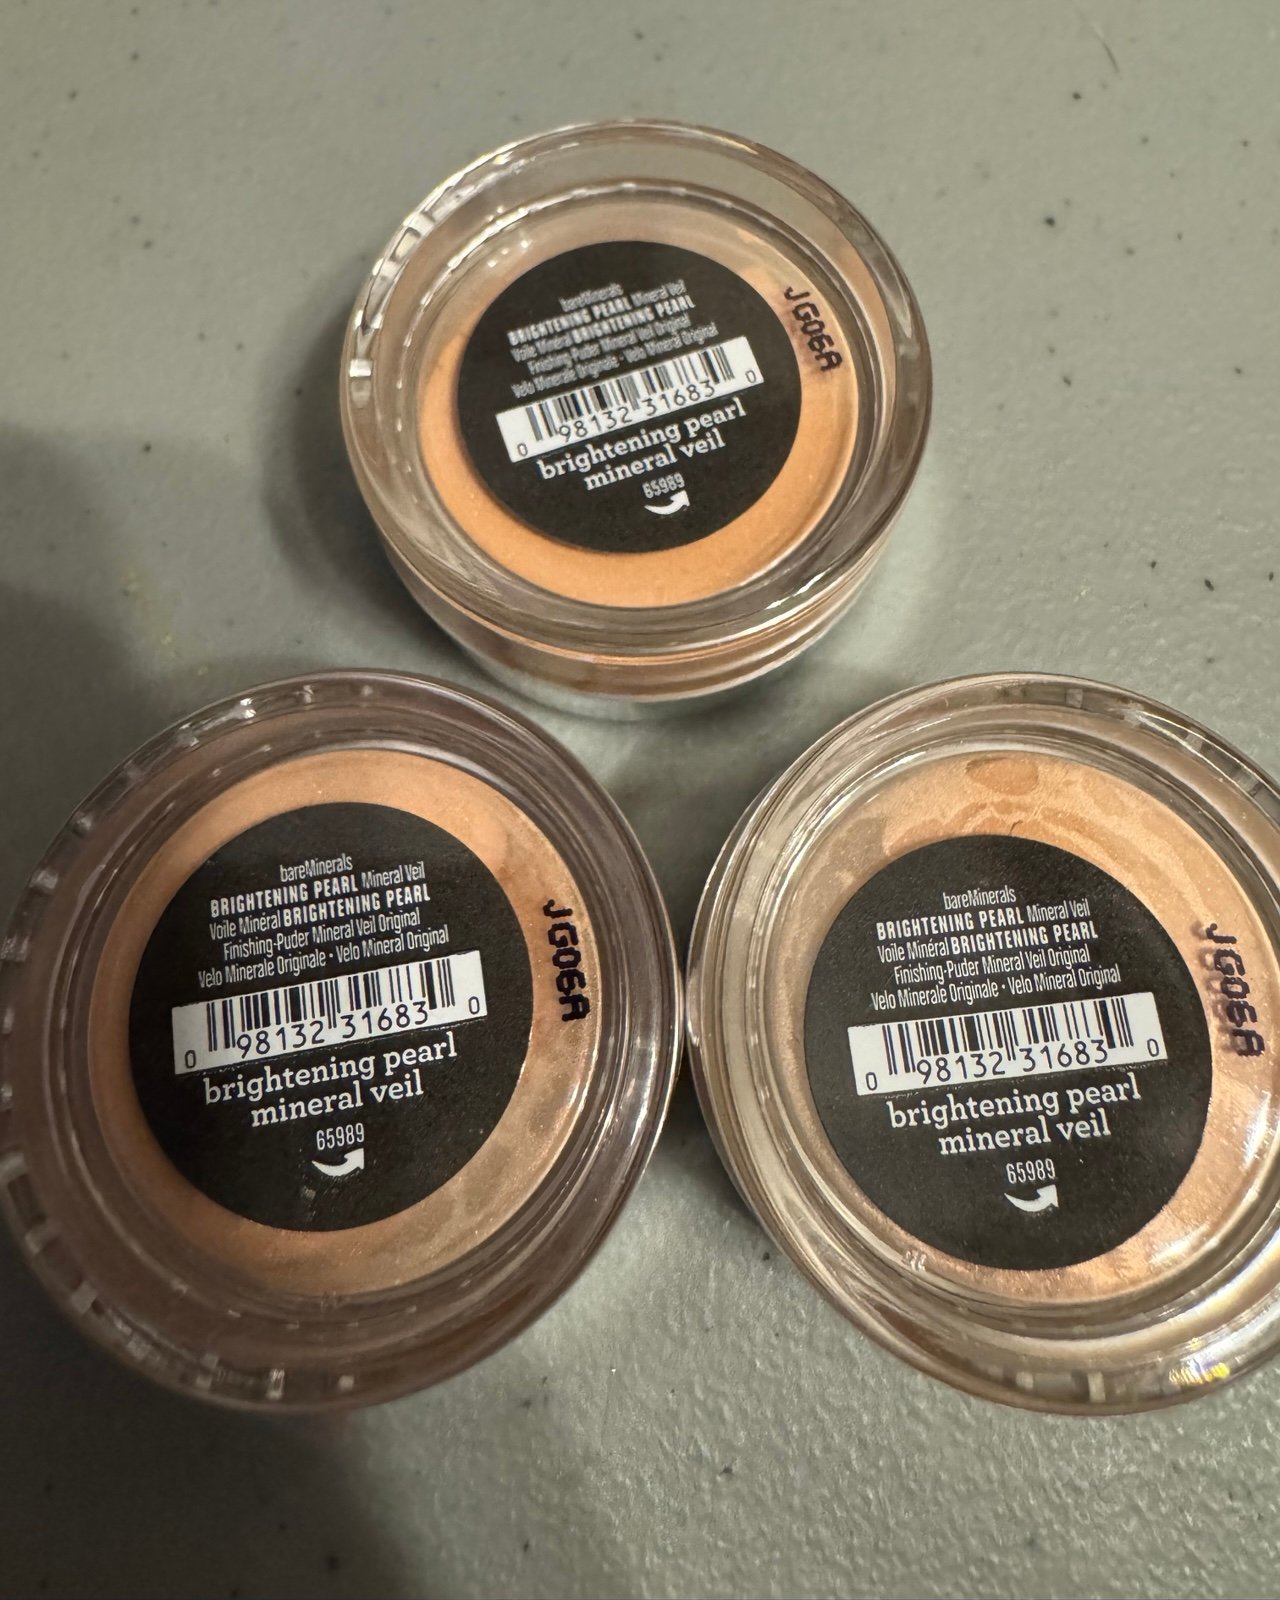 bareMinerals
BRIGHTENING PEARL Mineral Veil
Voile Minéral BRIGHTENING PEARL
Finishing-Puder Mineral Veil Original
Velo Minerale Originale • Velo Mineral Original
0 98132 31683 0
brightening pearl
mineral veil
65989
JG06A
bareMinerals
BRIGHTENING PEARL Mineral Veil
Voile Minéral BRIGHTENING PEARL
Finishing-Puder Mineral Veil Original
Velo Minerale Originale • Velo Mineral Original
0 98132 31683 0
brightening pearl
mineral veil
65989
JG06A
bareMinerals
BRIGHTENING PEARL Mineral Veil
Voile Minéral BRIGHTENING PEARL
Finishing-Puder Mineral Veil Original
Velo Minerale Originale • Velo Mineral Original
0 98132 31683 0
brightening pearl
mineral veil
65989
JG06A